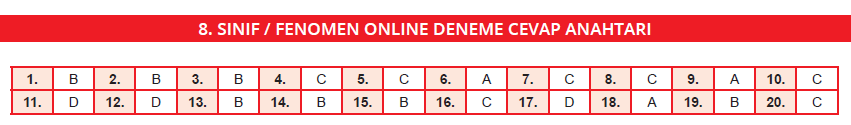 8. SINIF / FENOMEN ONLINE DENEME CEVAP ANAHTARI
1. B 2. B 3. B 4. C 5. C 6. A 7. C 8. C 9. A 10. C
11. D 12. D 13. B 14. B 15. B 16. C 17. D 18. A 19. B 20. C